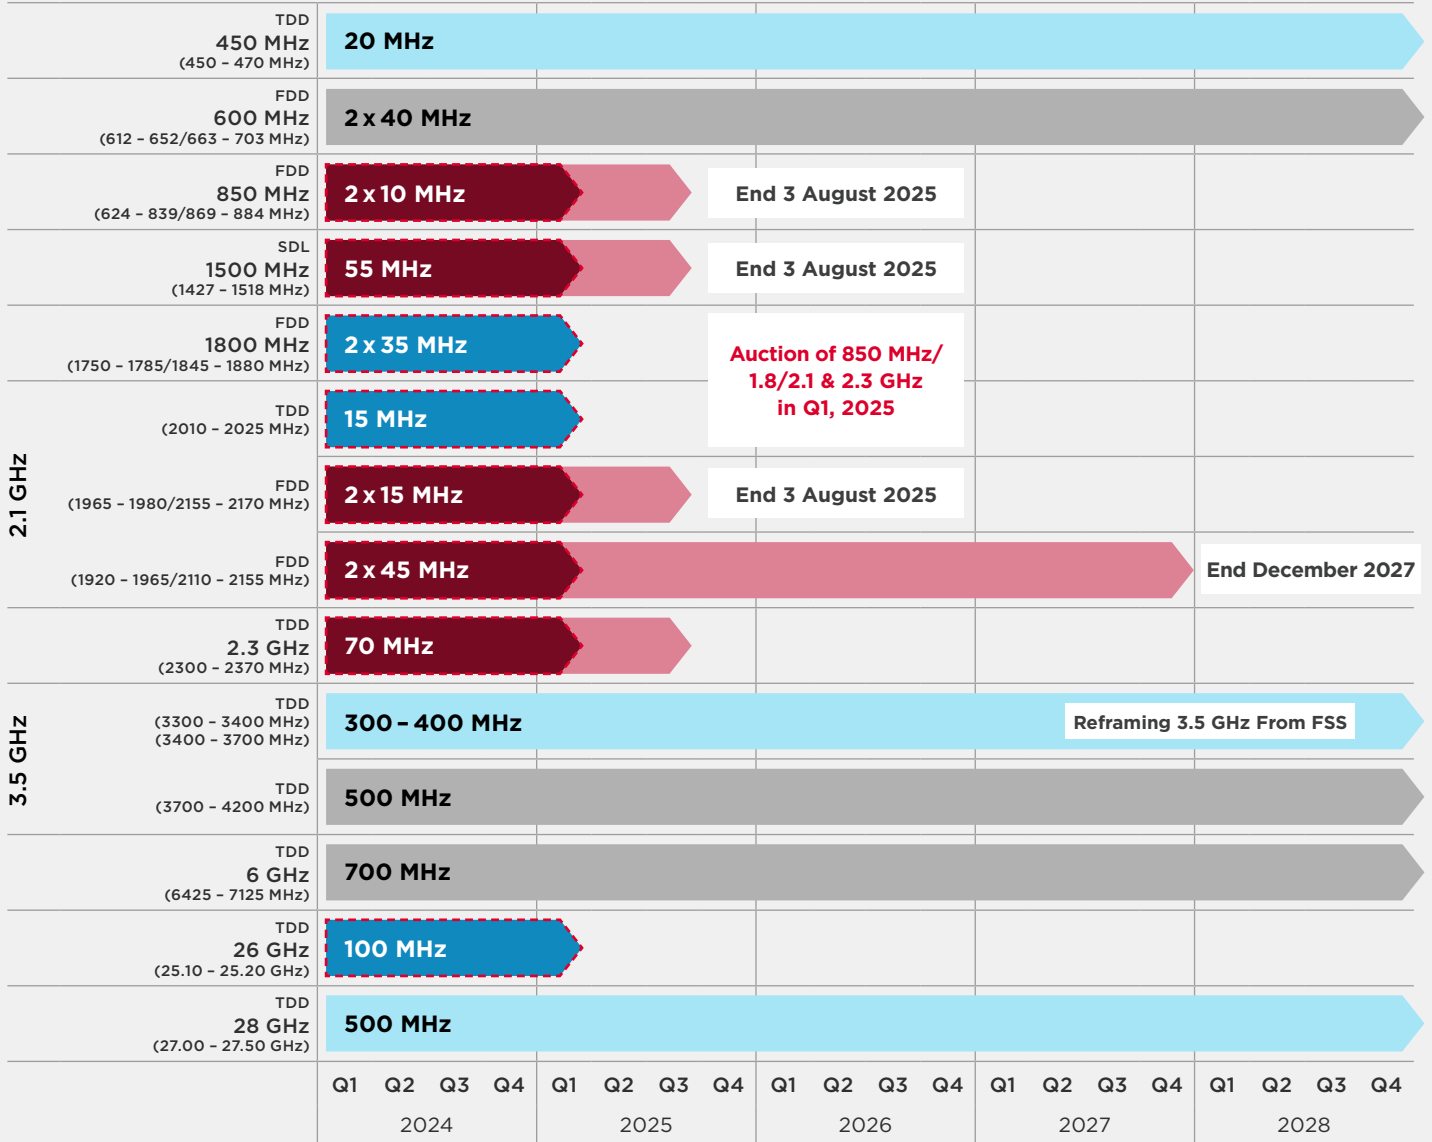 TDD
450 MHz
(450 – 470 MHz)
20 MHz
FDD
600 MHz
(612 – 652/663 – 703 MHz)
2 x 40 MHz
FDD
850 MHz
(624 – 839/869 – 884 MHz)
2 x 10 MHz
End 3 August 2025
SDL
1500 MHz
(1427 – 1518 MHz)
55 MHz
End 3 August 2025
FDD
1800 MHz
(1750 – 1785/1845 – 1880 MHz)
2 x 35 MHz
Auction of 850 MHz/
1.8/2.1 & 2.3 GHz
in Q1, 2025
2.1 GHz
TDD
(2010 – 2025 MHz)
15 MHz
FDD
(1965 – 1980/2155 – 2170 MHz)
2 x 15 MHz
End 3 August 2025
FDD
(1920 – 1965/2110 – 2155 MHz)
2 x 45 MHz
End December 2027
TDD
2.3 GHz
(2300 – 2370 MHz)
70 MHz
3.5 GHz
TDD
(3300 – 3400 MHz)
(3400 – 3700 MHz)
300 – 400 MHz
Reframing 3.5 GHz From FSS
TDD
(3700 – 4200 MHz)
500 MHz
TDD
6 GHz
(6425 – 7125 MHz)
700 MHz
TDD
26 GHz
(25.10 – 25.20 GHz)
100 MHz
TDD
28 GHz
(27.00 – 27.50 GHz)
500 MHz
Q1 Q2 Q3 Q4 Q1 Q2 Q3 Q4 Q1 Q2 Q3 Q4 Q1 Q2 Q3 Q4 Q1 Q2 Q3 Q4
2024 2025 2026 2027 2028